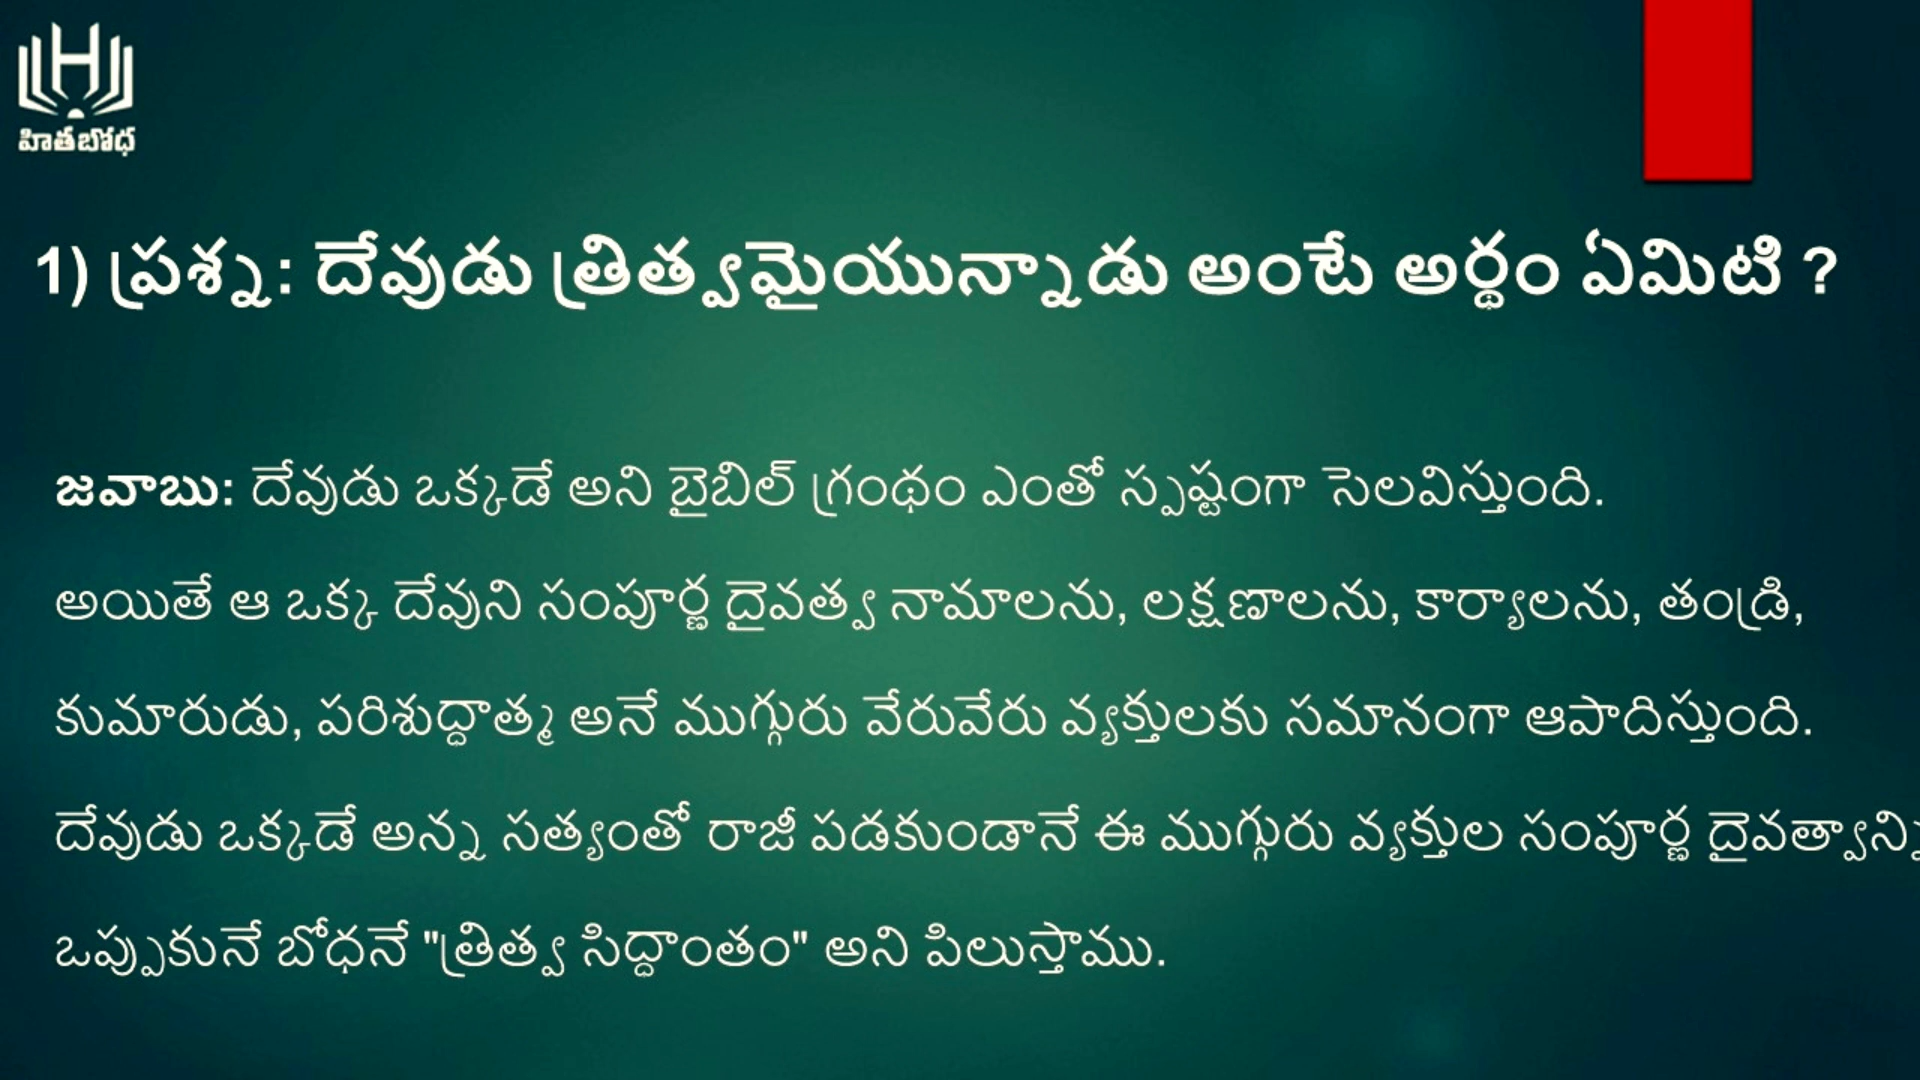 హితబోధ
1) ప్రశ్న: దేవుడు త్రిత్వమైయున్నాడు అంటే అర్థం ఏమిటి ?
జవాబు: దేవుడు ఒక్కడే అని బైబిల్ గ్రంథం ఎంతో స్పష్టంగా సెలవిస్తుంది.
అయితే ఆ ఒక్క దేవుని సంపూర్ణ దైవత్వ నామాలను, లక్షణాలను, కార్యాలను, తండ్రి,
కుమారుడు, పరిశుద్ధాత్మ అనే ముగ్గురు వేరువేరు వ్యక్తులకు సమానంగా ఆపాదిస్తుంది.
దేవుడు ఒక్కడే అన్న సత్యంతో రాజీ పడకుండానే ఈ ముగ్గురు వ్యక్తుల సంపూర్ణ దైవత్వాన్ని
ఒప్పుకునే బోధనే "త్రిత్వ సిద్ధాంతం" అని పిలుస్తాము.